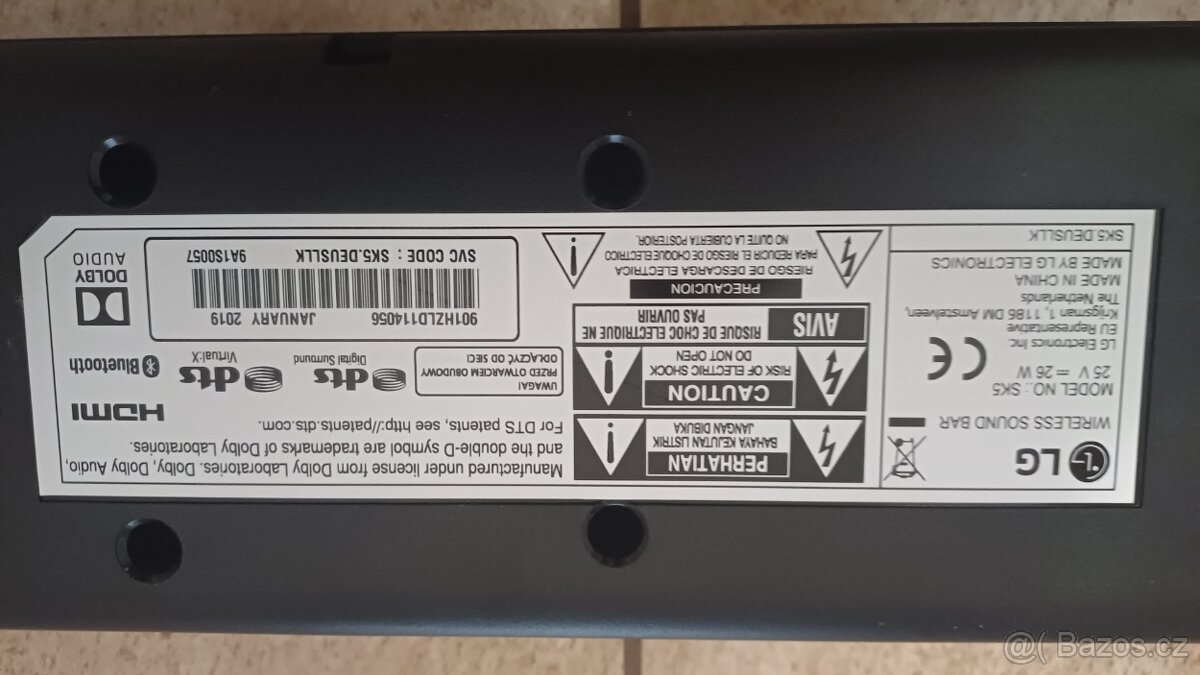 LG
WIRELESS SOUND BAR
MODEL NO.: SK5
25 V ⎓ 26 W
LG Electronics Inc.
EU Representative
Krijgsman 1, 1186 DM Amstelveen,
The Netherlands
MADE IN CHINA
MADE BY LG ELECTRONICS
SK5.DEUSLLK
CE
PERHATIAN
BAHAYA KEJUTAN LISTRIK
JANGAN DIBUKA
CAUTION
RISK OF ELECTRIC SHOCK
DO NOT OPEN
AVIS
RISQUE DE CHOC ELECTRIQUE NE
PAS OUVRIR
PRECAUCION
RIESGO DE DESCARGA ELECTRICA
PARA REDUCIR EL RIESGO DE CHOQUE ELECTRICO
NO QUITE LA CUBIERTA POSTERIOR.
Manufactured under license from Dolby Laboratories. Dolby, Dolby Audio,
and the double-D symbol are trademarks of Dolby Laboratories.
For DTS patents, see http://patents.dts.com.
HDMI
UWAGA!
PRZED OTWARCIEM OBUDOWY
ODŁĄCZYĆ OD SIECI
dts
Digital Surround
dts
Virtual:X
Bluetooth
901HZLD114056 JANUARY 2019
SVC CODE : SK5.DEUSLLK 9A1S0057
DOLBY
AUDIO
Bazos.cz